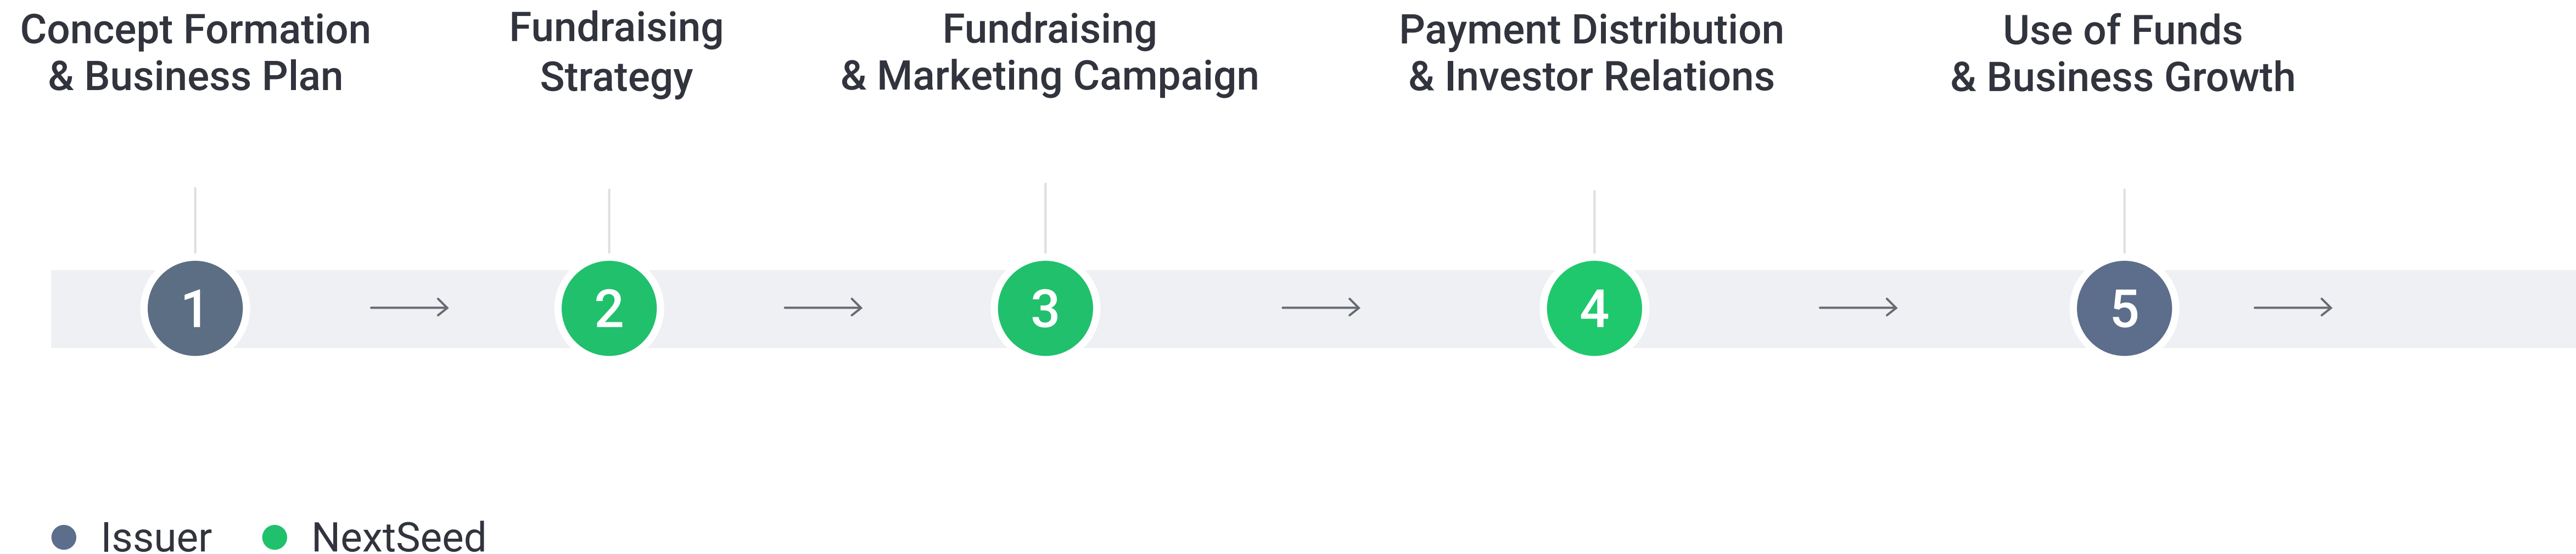 Concept Formation
& Business Plan
Fundraising
Strategy
Fundraising
& Marketing Campaign
Payment Distribution
& Investor Relations
Use of Funds
& Business Growth
1
2
3
4
5
Issuer
NextSeed